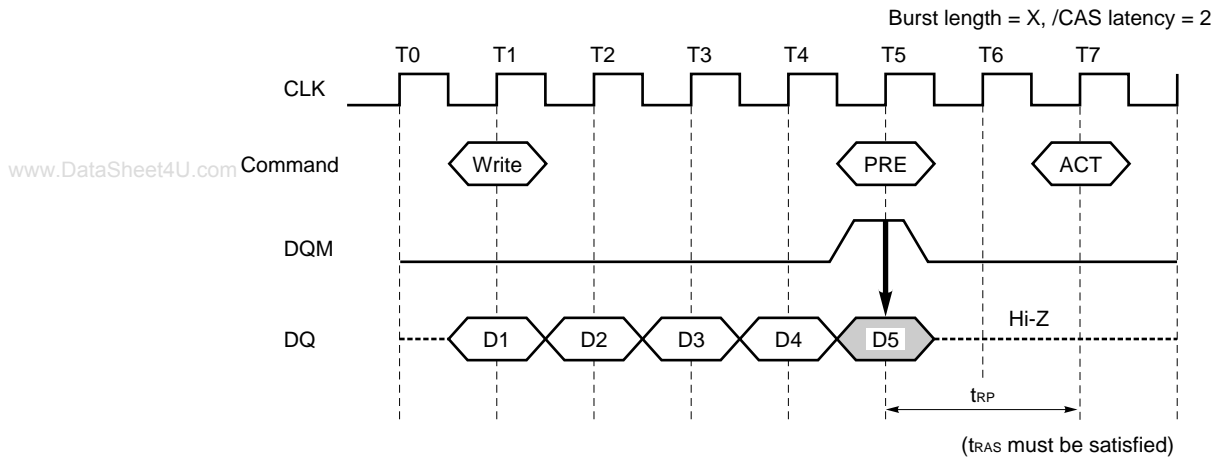 Burst length = X, /CAS latency = 2
T0 T1 T2 T3 T4 T5 T6 T7
CLK
www.DataSheet4U.com
Command Write PRE ACT
DQM
DQ D1 D2 D3 D4 D5 Hi-Z
tRP
(tRAS must be satisfied)